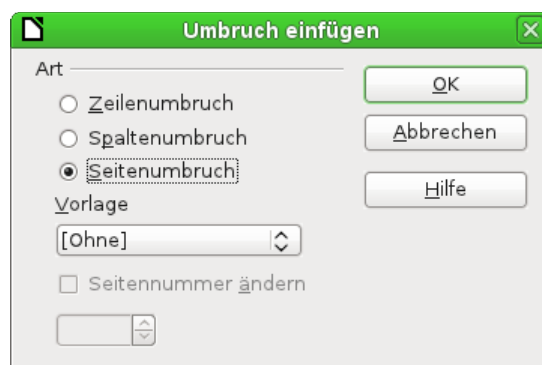 Umbruch einfügen
Art
Zeilenumbruch
Spaltenumbruch
Seitenumbruch
Vorlage
[Ohne]
Seitennummer ändern
OK
Abbrechen
Hilfe